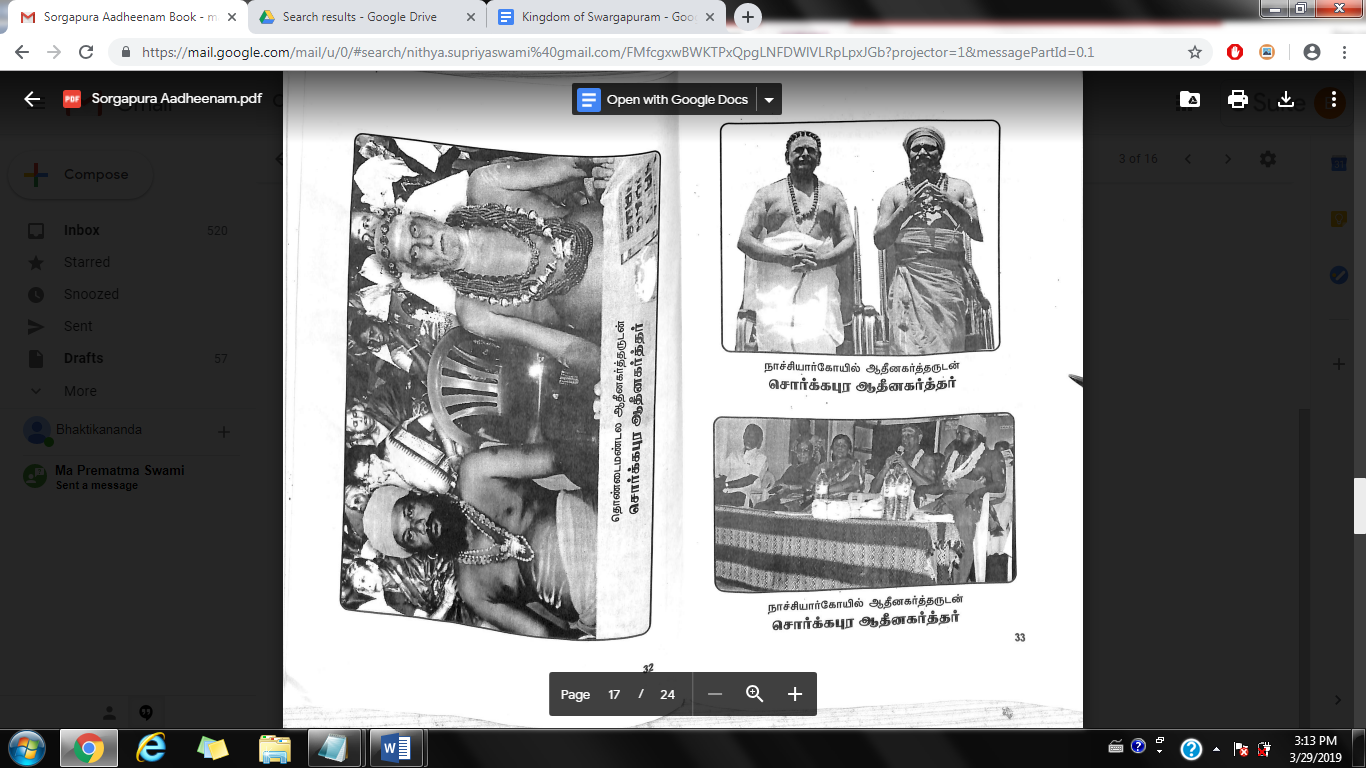 Sorgapura Aadheenam Book - m
Search results - Google Drive
Kingdom of Swargapuram - Goo
https://mail.google.com/mail/u/0/#search/nithya.supriyaswami%40gmail.com/FMfcgxwBWKTPxQpgLNFDWlVLRpLpxJGb?projector=1&messagePartId=0.1
PDF Sorgapura Aadheenam.pdf
Open with Google Docs
Compose
3 of 16
Inbox 520
Starred
Snoozed
Sent
Drafts 57
More
Bhaktikananda
Ma Prematma Swami
Sent a message
தொண்டைமண்டல ஆதீனகர்த்தருடன்
சொர்க்கபுர ஆதீனகர்த்தர்
32
நாச்சியார்கோயில் ஆதீனகர்த்தருடன்
சொர்க்கபுர ஆதீனகர்த்தர்
நாச்சியார்கோயில் ஆதீனகர்த்தருடன்
சொர்க்கபுர ஆதீனகர்த்தர்
33
Page 17 / 24
3:13 PM
3/29/2019